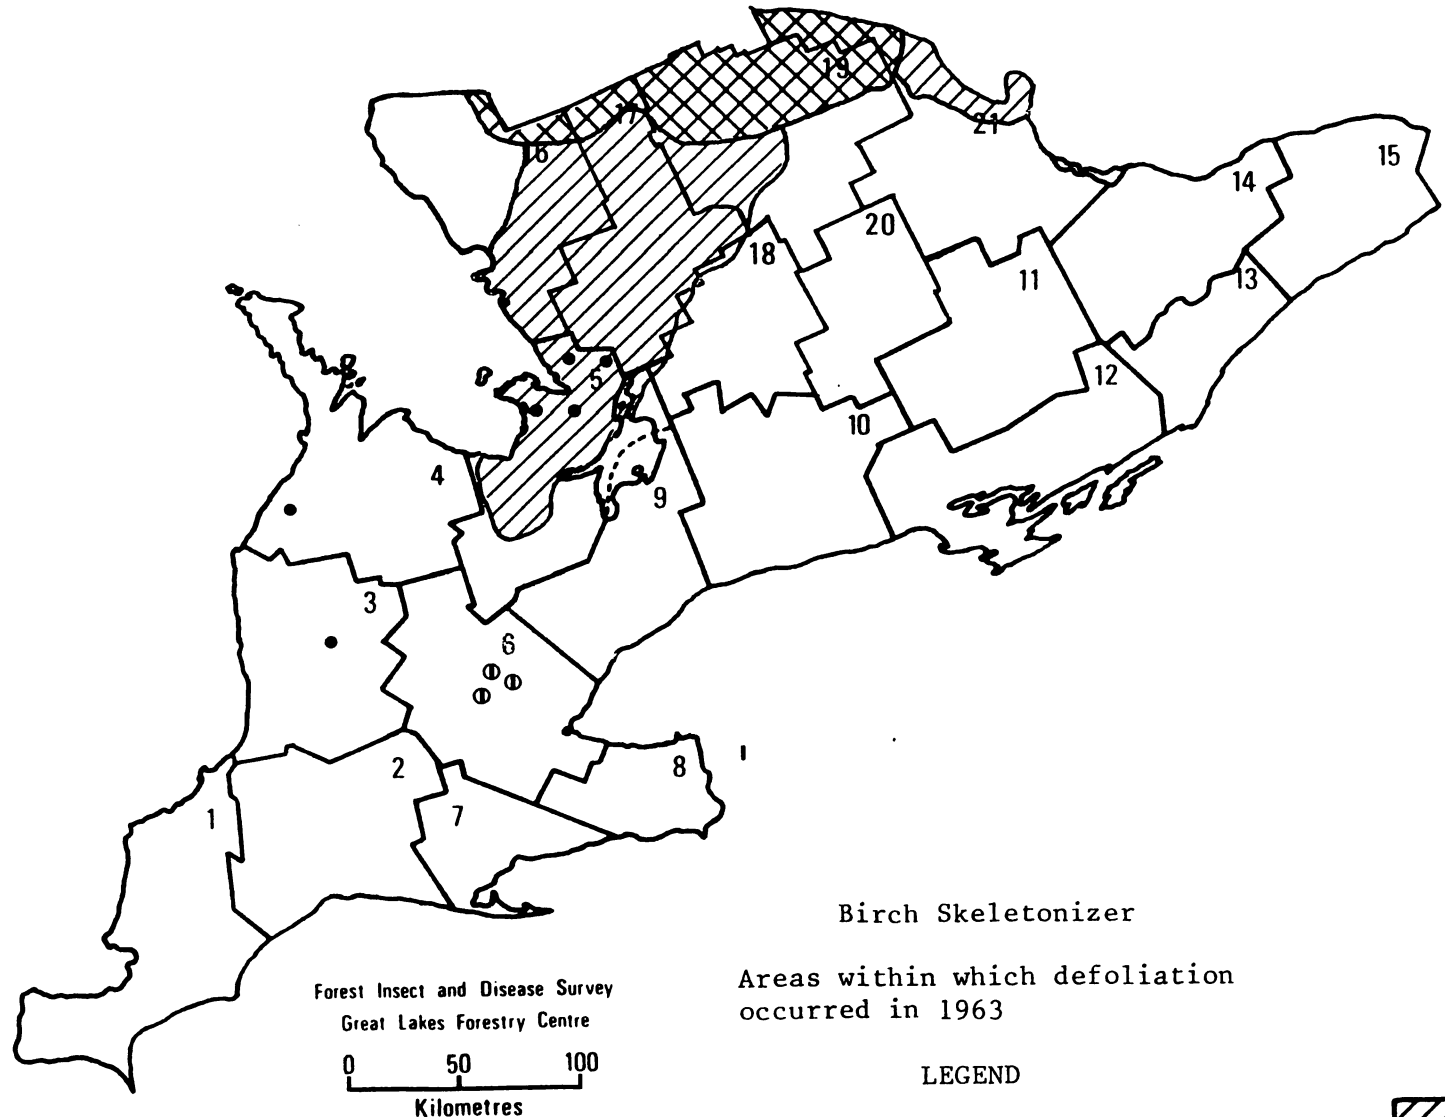 19
17
16
21
15
14
20
18
13
11
5
12
10
4
9
3
6
2
8
1
7
Birch Skeletonizer
Areas within which defoliation
occurred in 1963
LEGEND
Forest Insect and Disease Survey
Great Lakes Forestry Centre
0 50 100
Kilometres